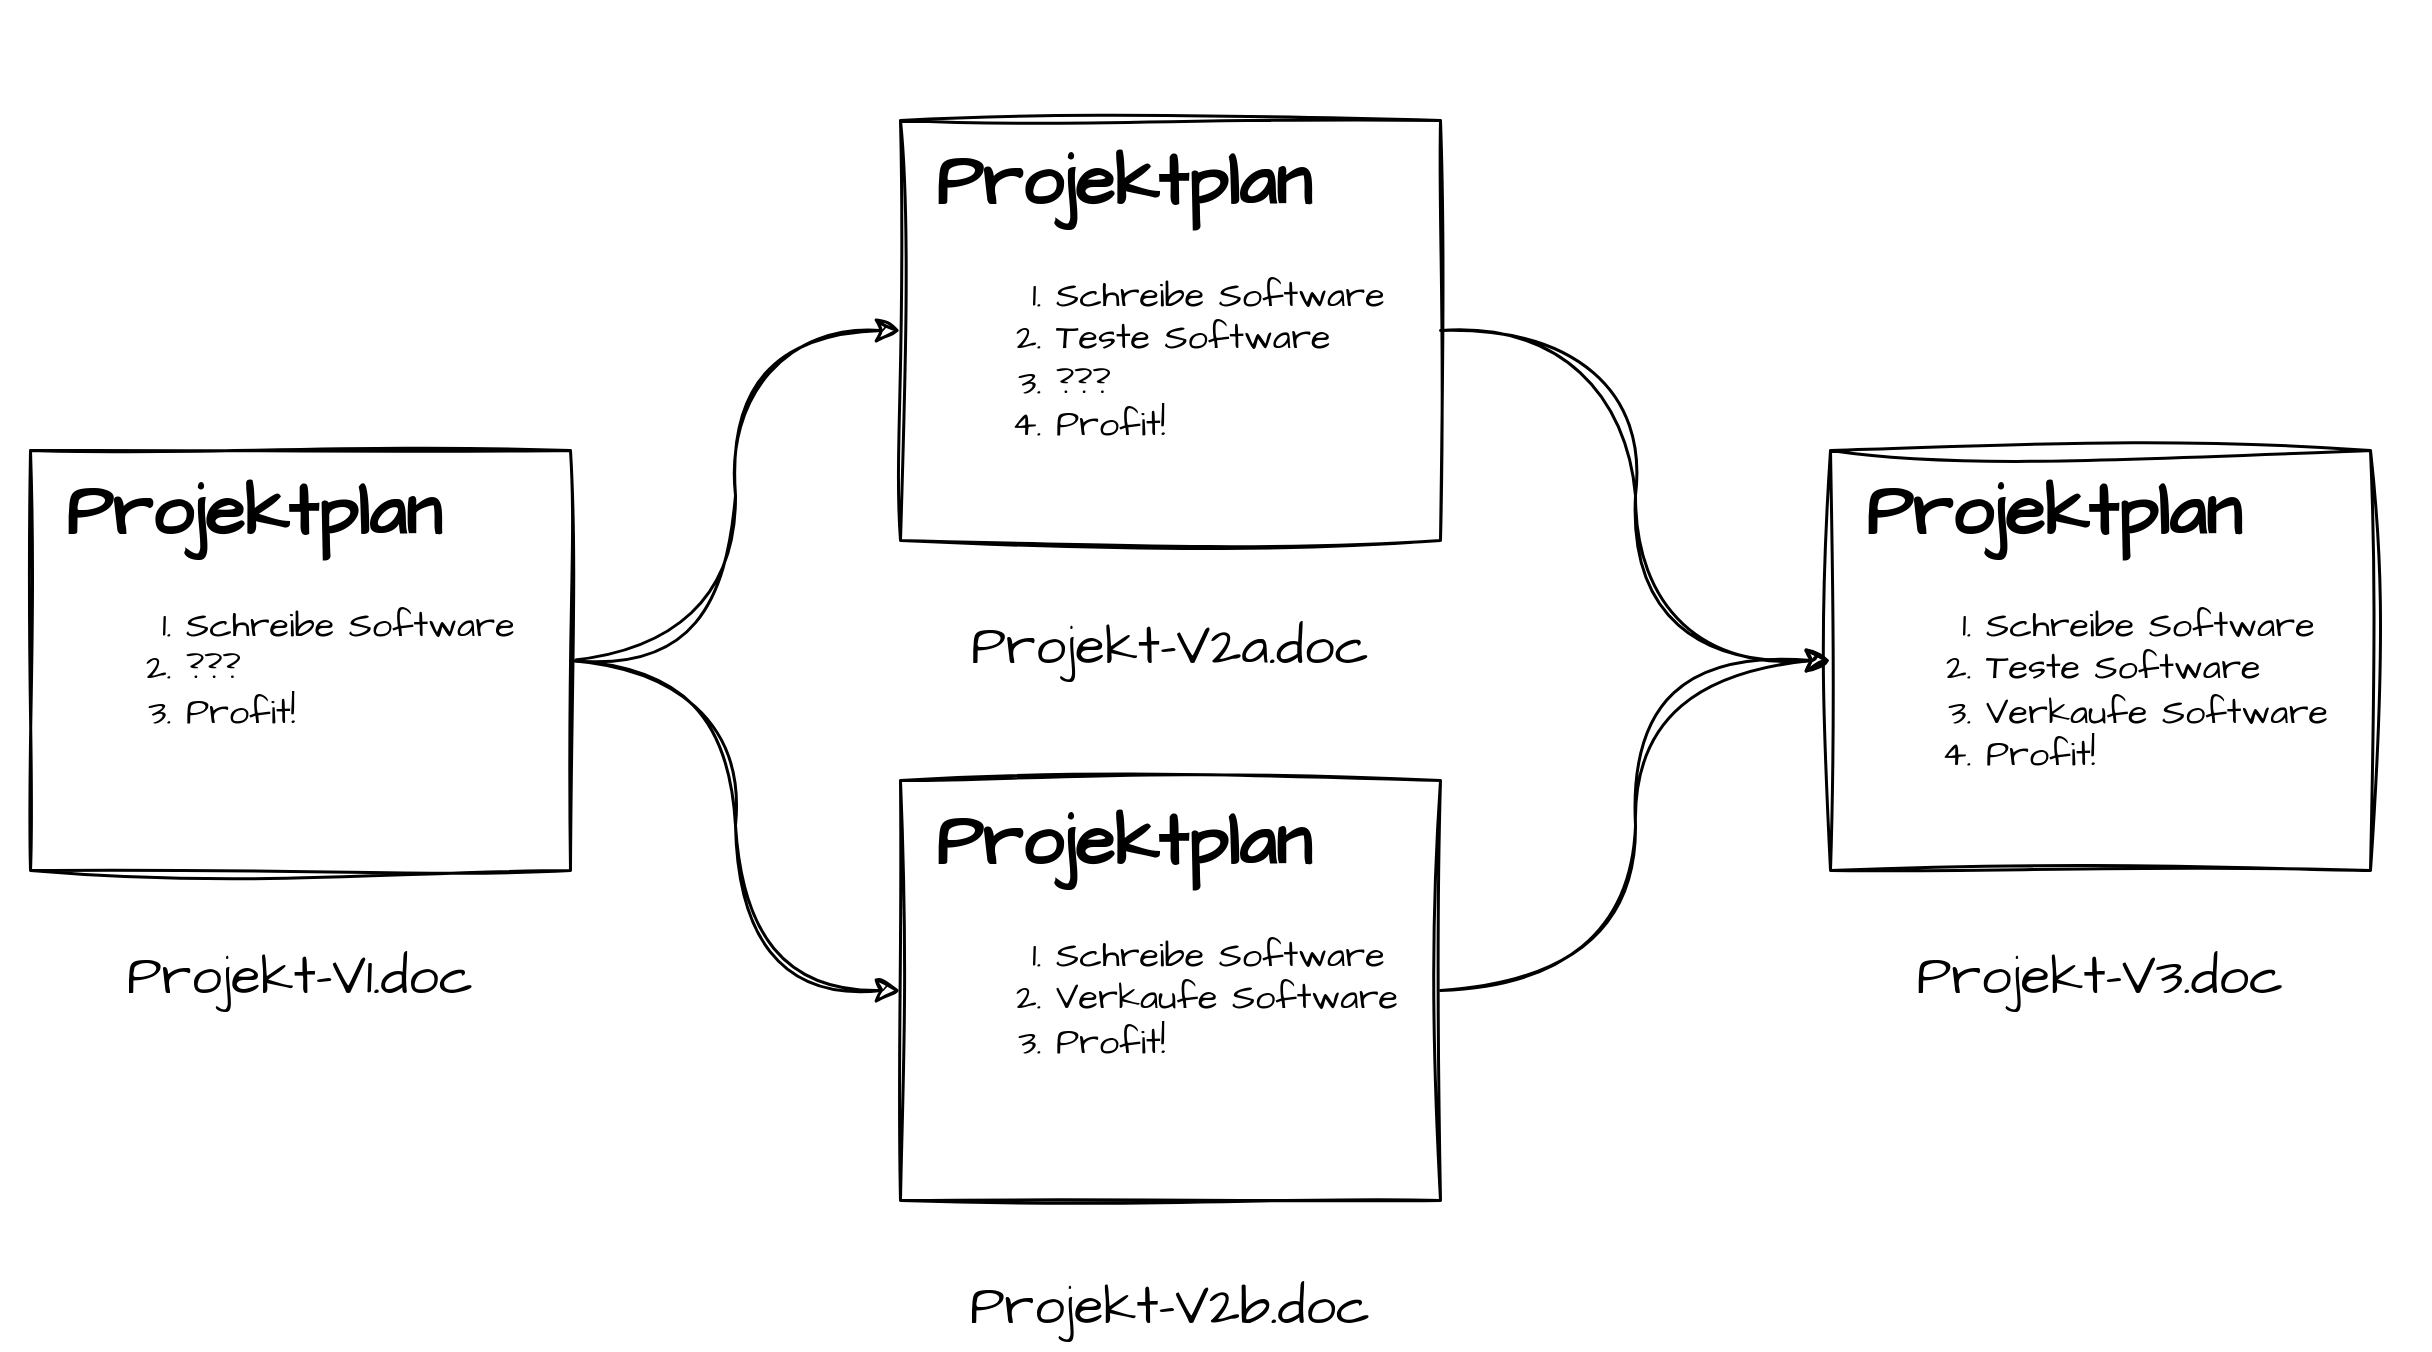 Projektplan
1. Schreibe Software
2. ???
3. Profit!
Projekt-V1.doc
Projektplan
1. Schreibe Software
2. Teste Software
3. ???
4. Profit!
Projekt-V2a.doc
Projektplan
1. Schreibe Software
2. Verkaufe Software
3. Profit!
Projekt-V2b.doc
Projektplan
1. Schreibe Software
2. Teste Software
3. Verkaufe Software
4. Profit!
Projekt-V3.doc